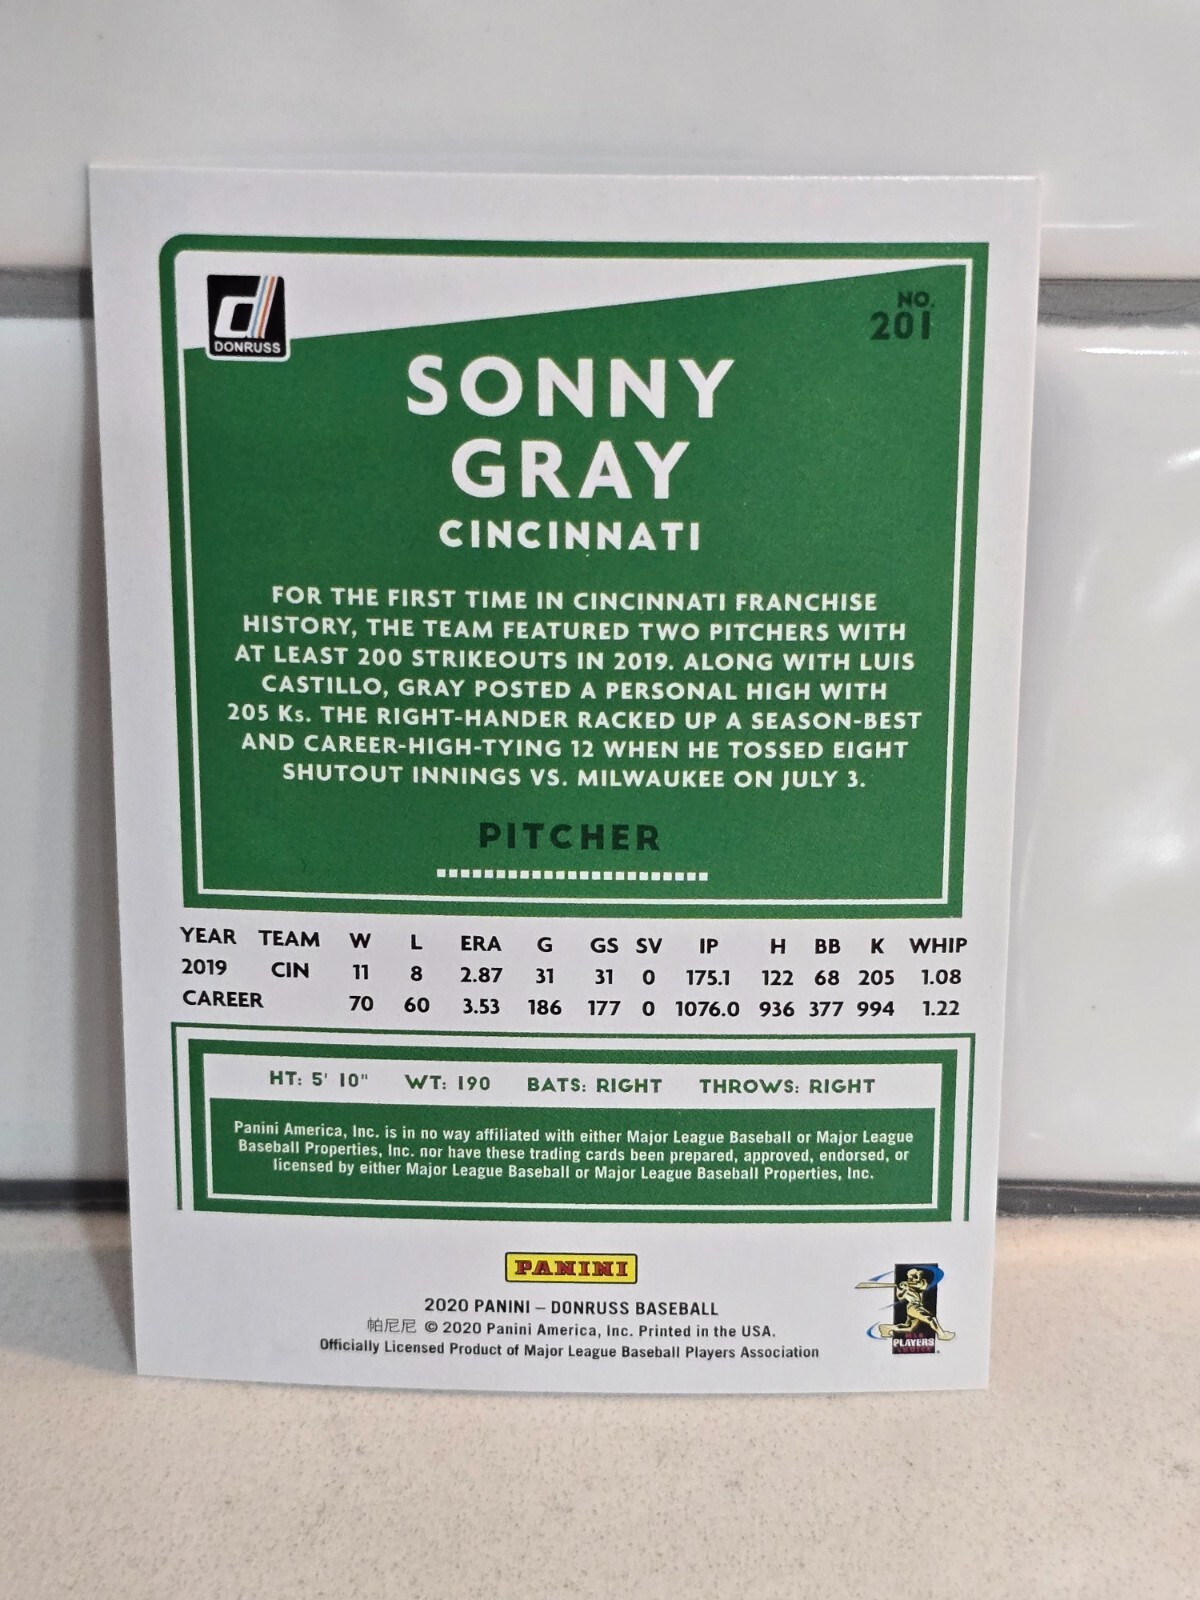 DONRUSS
NO.
201
SONNY
GRAY
CINCINNATI
FOR THE FIRST TIME IN CINCINNATI FRANCHISE
HISTORY, THE TEAM FEATURED TWO PITCHERS WITH
AT LEAST 200 STRIKEOUTS IN 2019. ALONG WITH LUIS
CASTILLO, GRAY POSTED A PERSONAL HIGH WITH
205 Ks. THE RIGHT-HANDER RACKED UP A SEASON-BEST
AND CAREER-HIGH-TYING 12 WHEN HE TOSSED EIGHT
SHUTOUT INNINGS VS. MILWAUKEE ON JULY 3.
PITCHER
YEAR TEAM W L ERA G GS SV IP H BB K WHIP
2019 CIN 11 8 2.87 31 31 0 175.1 122 68 205 1.08
CAREER 70 60 3.53 186 177 0 1076.0 936 377 994 1.22
HT: 5' 10" WT: 190 BATS: RIGHT THROWS: RIGHT
Panini America, Inc. is in no way affiliated with either Major League Baseball or Major League
Baseball Properties, Inc. nor have these trading cards been prepared, approved, endorsed, or
licensed by either Major League Baseball or Major League Baseball Properties, Inc.
PANINI
2020 PANINI – DONRUSS BASEBALL
帕尼尼 © 2020 Panini America, Inc. Printed in the USA.
Officially Licensed Product of Major League Baseball Players Association
PLAYERS